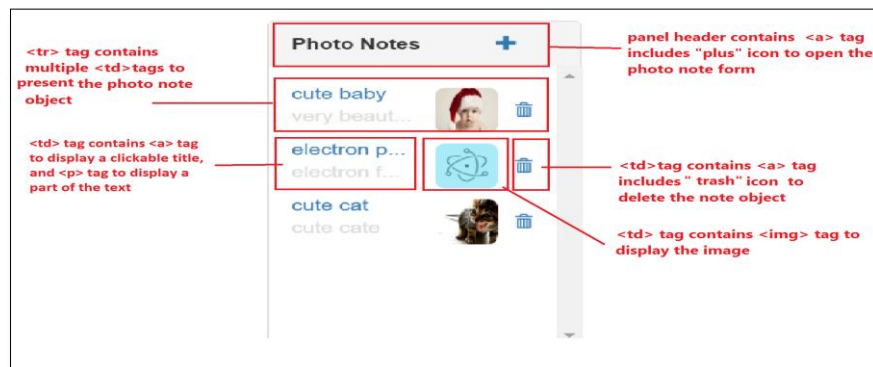 <tr> tag contains
multiple <td>tags to
present the photo note
object
<td> tag contains <a> tag
to display a clickable title,
and <p> tag to display a
part of the text
Photo Notes
cute baby
very beaut...
electron p...
electron f...
cute cat
cute cate
panel header contains <a> tag
includes "plus" icon to open the
photo note form
<td>tag contains <a> tag
includes " trash" icon to
delete the note object
<td> tag contains <img> tag to
display the image